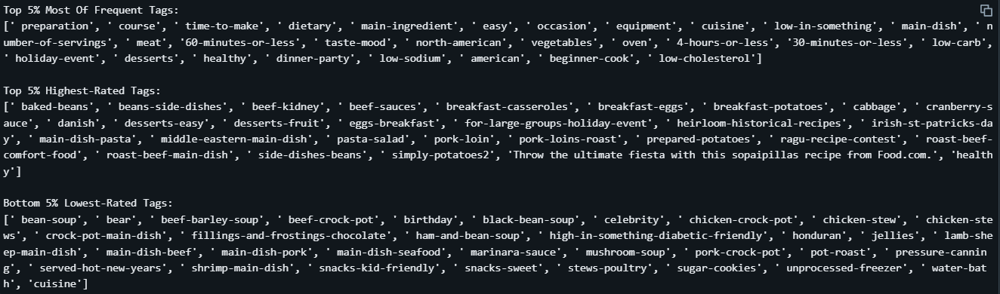 Top 5% Most Of Frequent Tags:
[' preparation', ' course', ' time-to-make', ' dietary', ' main-ingredient', ' easy', ' occasion', ' equipment', ' cuisine', ' low-in-something', ' main-dish', ' n
umber-of-servings', ' meat', '60-minutes-or-less', ' taste-mood', ' north-american', ' vegetables', ' oven', ' 4-hours-or-less', '30-minutes-or-less', ' low-carb',
' holiday-event', ' desserts', ' healthy', ' dinner-party', ' low-sodium', ' american', ' beginner-cook', ' low-cholesterol']
Top 5% Highest-Rated Tags:
[' baked-beans', ' beans-side-dishes', ' beef-kidney', ' beef-sauces', ' breakfast-casseroles', ' breakfast-eggs', ' breakfast-potatoes', ' cabbage', ' cranberry-s
auce', ' danish', ' desserts-easy', ' desserts-fruit', ' eggs-breakfast', ' for-large-groups-holiday-event', ' heirloom-historical-recipes', ' irish-st-patricks-da
y', ' main-dish-pasta', ' middle-eastern-main-dish', ' pasta-salad', ' pork-loin', ' pork-loins-roast', ' prepared-potatoes', ' ragu-recipe-contest', ' roast-beef-
comfort-food', ' roast-beef-main-dish', ' side-dishes-beans', ' simply-potatoes2', 'Throw the ultimate fiesta with this sopaipillas recipe from Food.com.', 'health
y']
Bottom 5% Lowest-Rated Tags:
[' bean-soup', ' bear', ' beef-barley-soup', ' beef-crock-pot', ' birthday', ' black-bean-soup', ' celebrity', ' chicken-crock-pot', ' chicken-stew', ' chicken-ste
ws', ' crock-pot-main-dish', ' fillings-and-frostings-chocolate', ' ham-and-bean-soup', ' high-in-something-diabetic-friendly', ' honduran', ' jellies', ' lamb-she
ep-main-dish', ' main-dish-beef', ' main-dish-pork', ' main-dish-seafood', ' marinara-sauce', ' mushroom-soup', ' pork-crock-pot', ' pot-roast', ' pressure-cannin
g', ' served-hot-new-years', ' shrimp-main-dish', ' snacks-kid-friendly', ' snacks-sweet', ' stews-poultry', ' sugar-cookies', ' unprocessed-freezer', ' water-bat
h', 'cuisine']